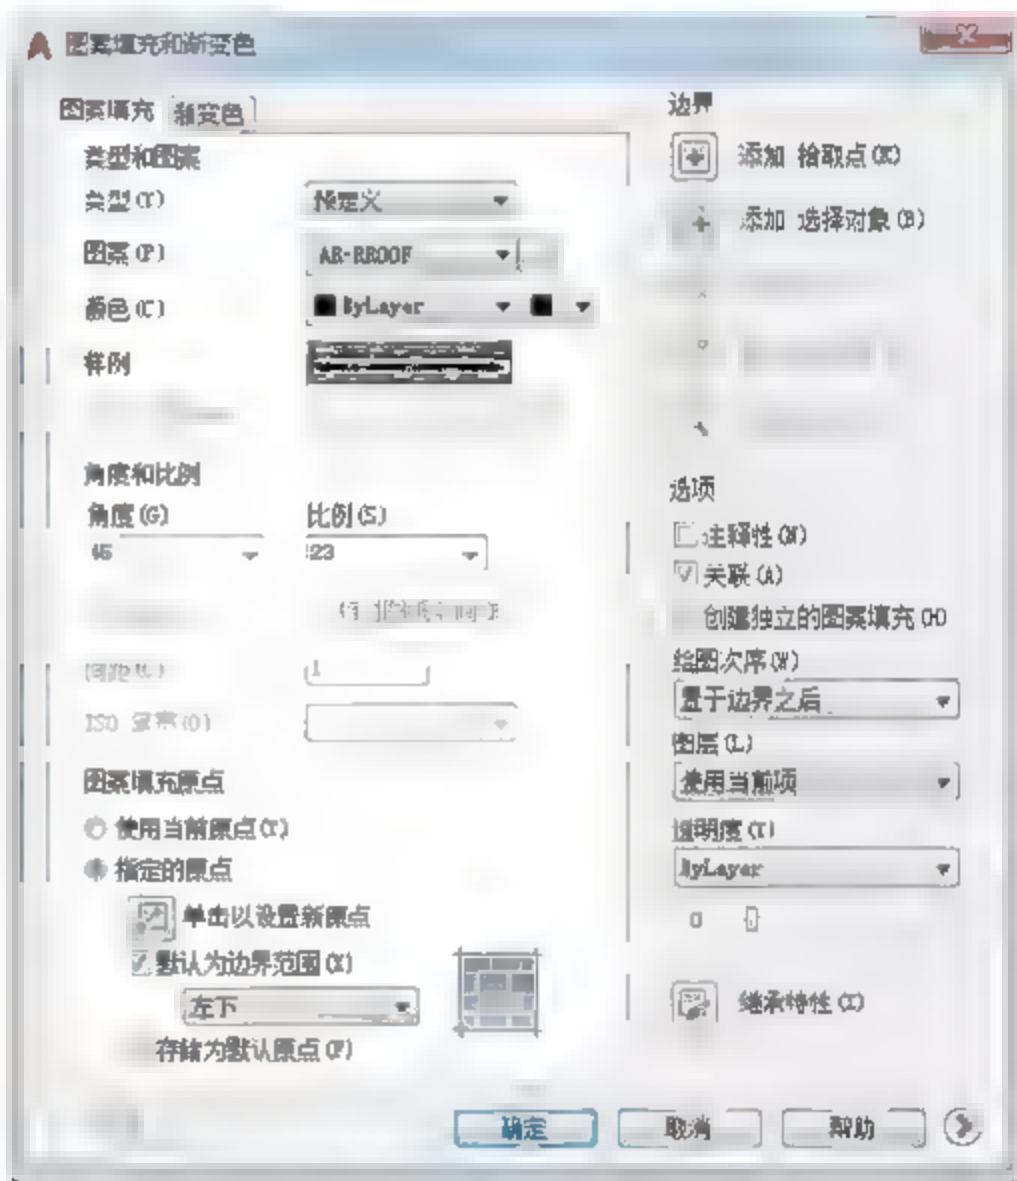 图案填充和渐变色
图案填充 渐变色
类型和图案
类型(Y)
预定义
图案(P)
AR-RROOF
颜色(C)
ByLayer
样例
角度和比例
角度(G)
比例(S)
45
23
间距(C)
1
ISO 笔宽(O)
图案填充原点
使用当前原点(T)
指定的原点
单击以设置新原点
默认为边界范围(X)
左下
存储为默认原点(F)
边界
添加 拾取点(K)
添加 选择对象(B)
选项
注释性(N)
关联(A)
创建独立的图案填充(H)
绘图次序(W)
置于边界之后
图层(L)
使用当前项
透明度(T)
ByLayer
0
继承特性(I)
确定
取消
帮助